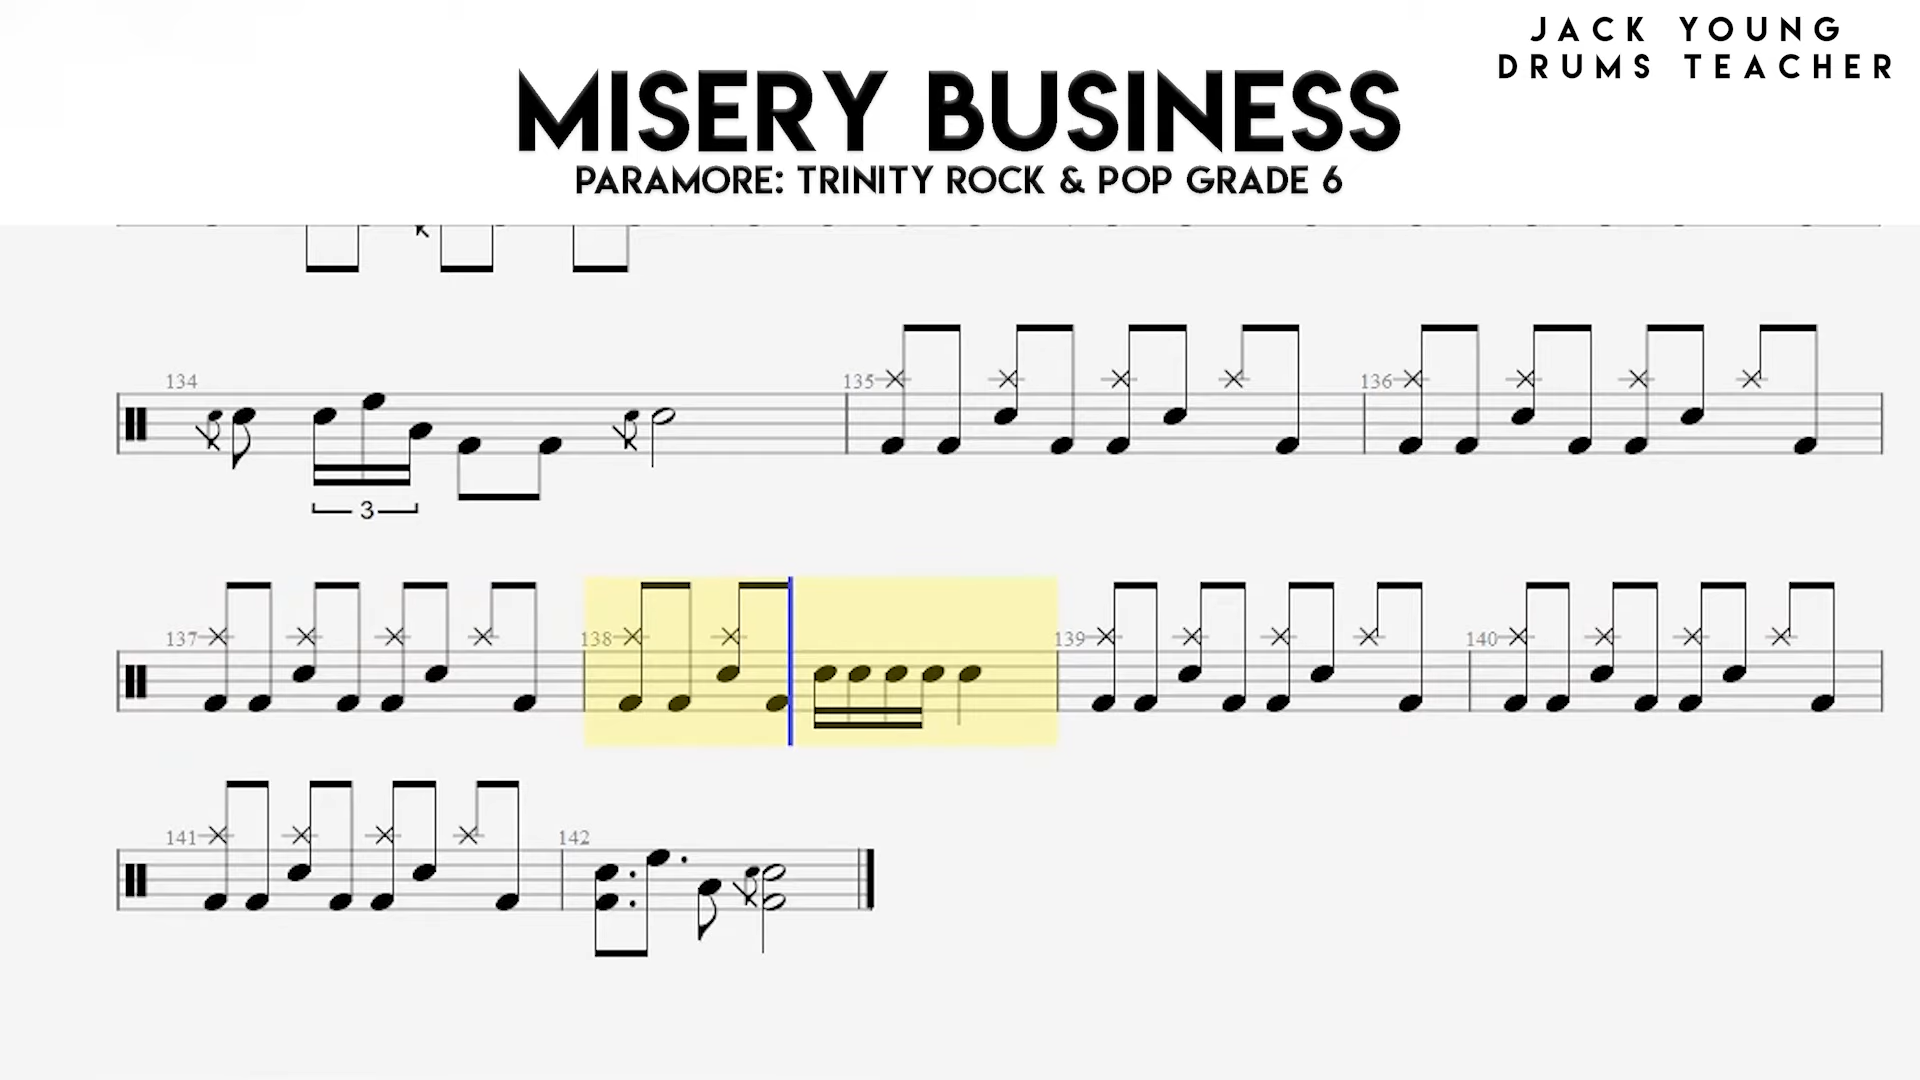 JACK YOUNG
DRUMS TEACHER
MISERY BUSINESS
PARAMORE: TRINITY ROCK & POP GRADE 6
134
135
136
3
137
138
139
140
141
142